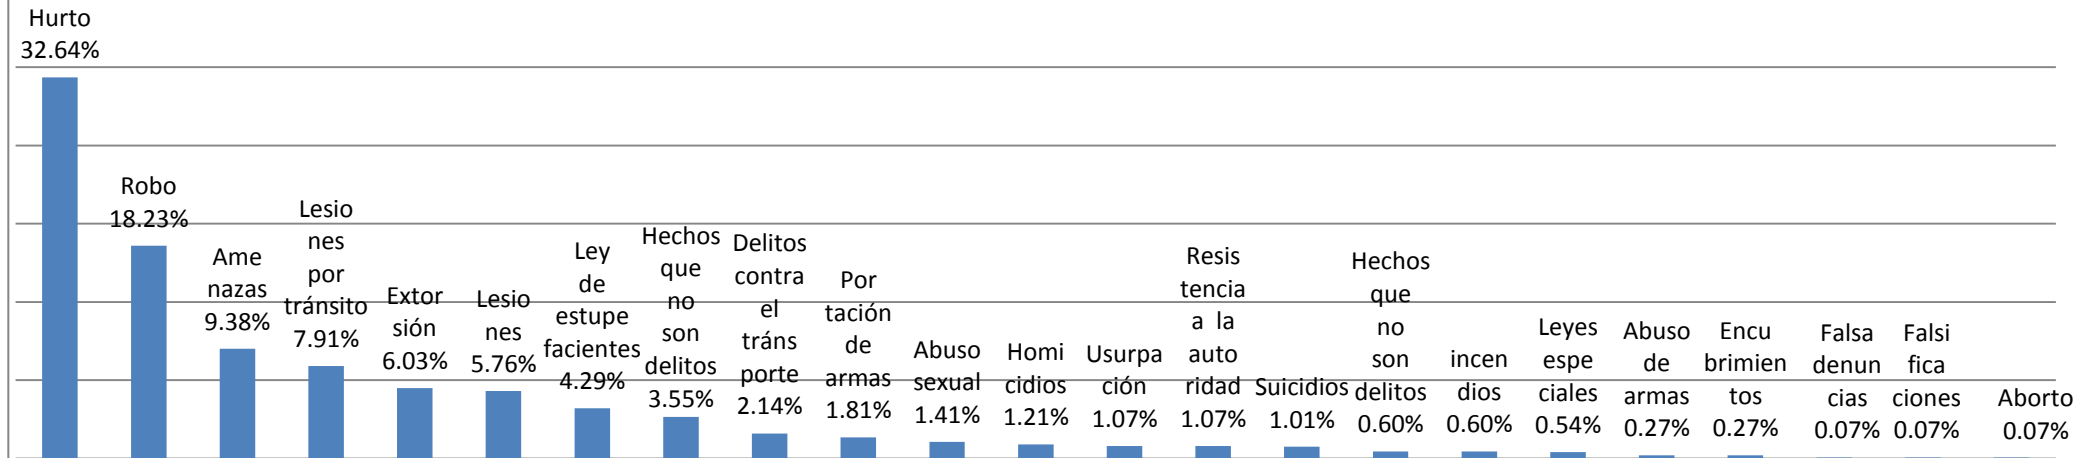 Hurto
32.64%
Robo
18.23%
Ame
nazas
9.38%
Lesio
nes
por
tránsito
7.91%
Extor
sión
6.03%
Lesio
nes
5.76%
Ley
de
estupe
facientes
4.29%
Hechos
que
no
son
delitos
3.55%
Delitos
contra
el
tráns
porte
2.14%
Por
tación
de
armas
1.81%
Abuso
sexual
1.41%
Homi
cidios
1.21%
Usurpa
ción
1.07%
Resis
tencia
a la
auto
ridad
1.07%
Suicidios
1.01%
Hechos
que
no
son
delitos
0.60%
incen
dios
0.60%
Leyes
espe
ciales
0.54%
Abuso
de
armas
0.27%
Encu
brimien
tos
0.27%
Falsa
denun
cias
0.07%
Falsi
fica
ciones
0.07%
Aborto
0.07%